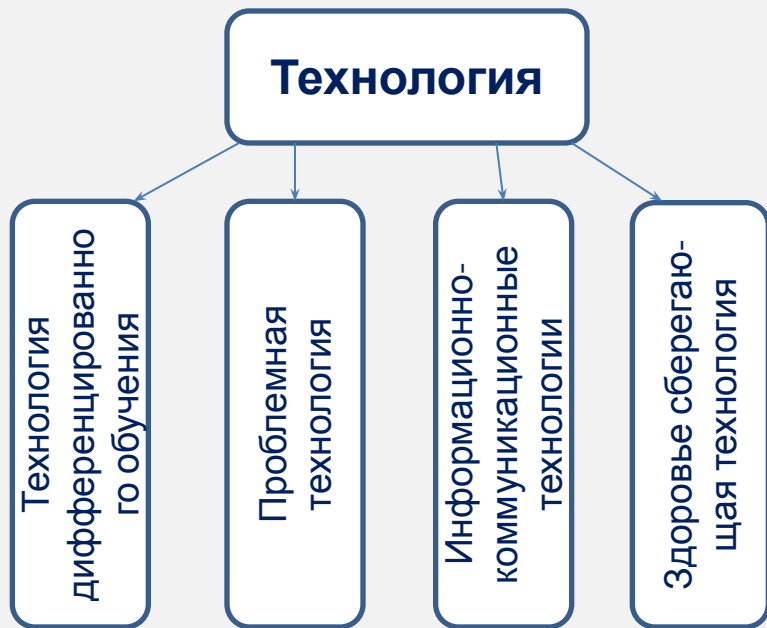 Технология
Технология
дифференцированно
го обучения
Проблемная
технология
Информационно-
коммуникационные
технологии
Здоровье сберегаю-
щая технология